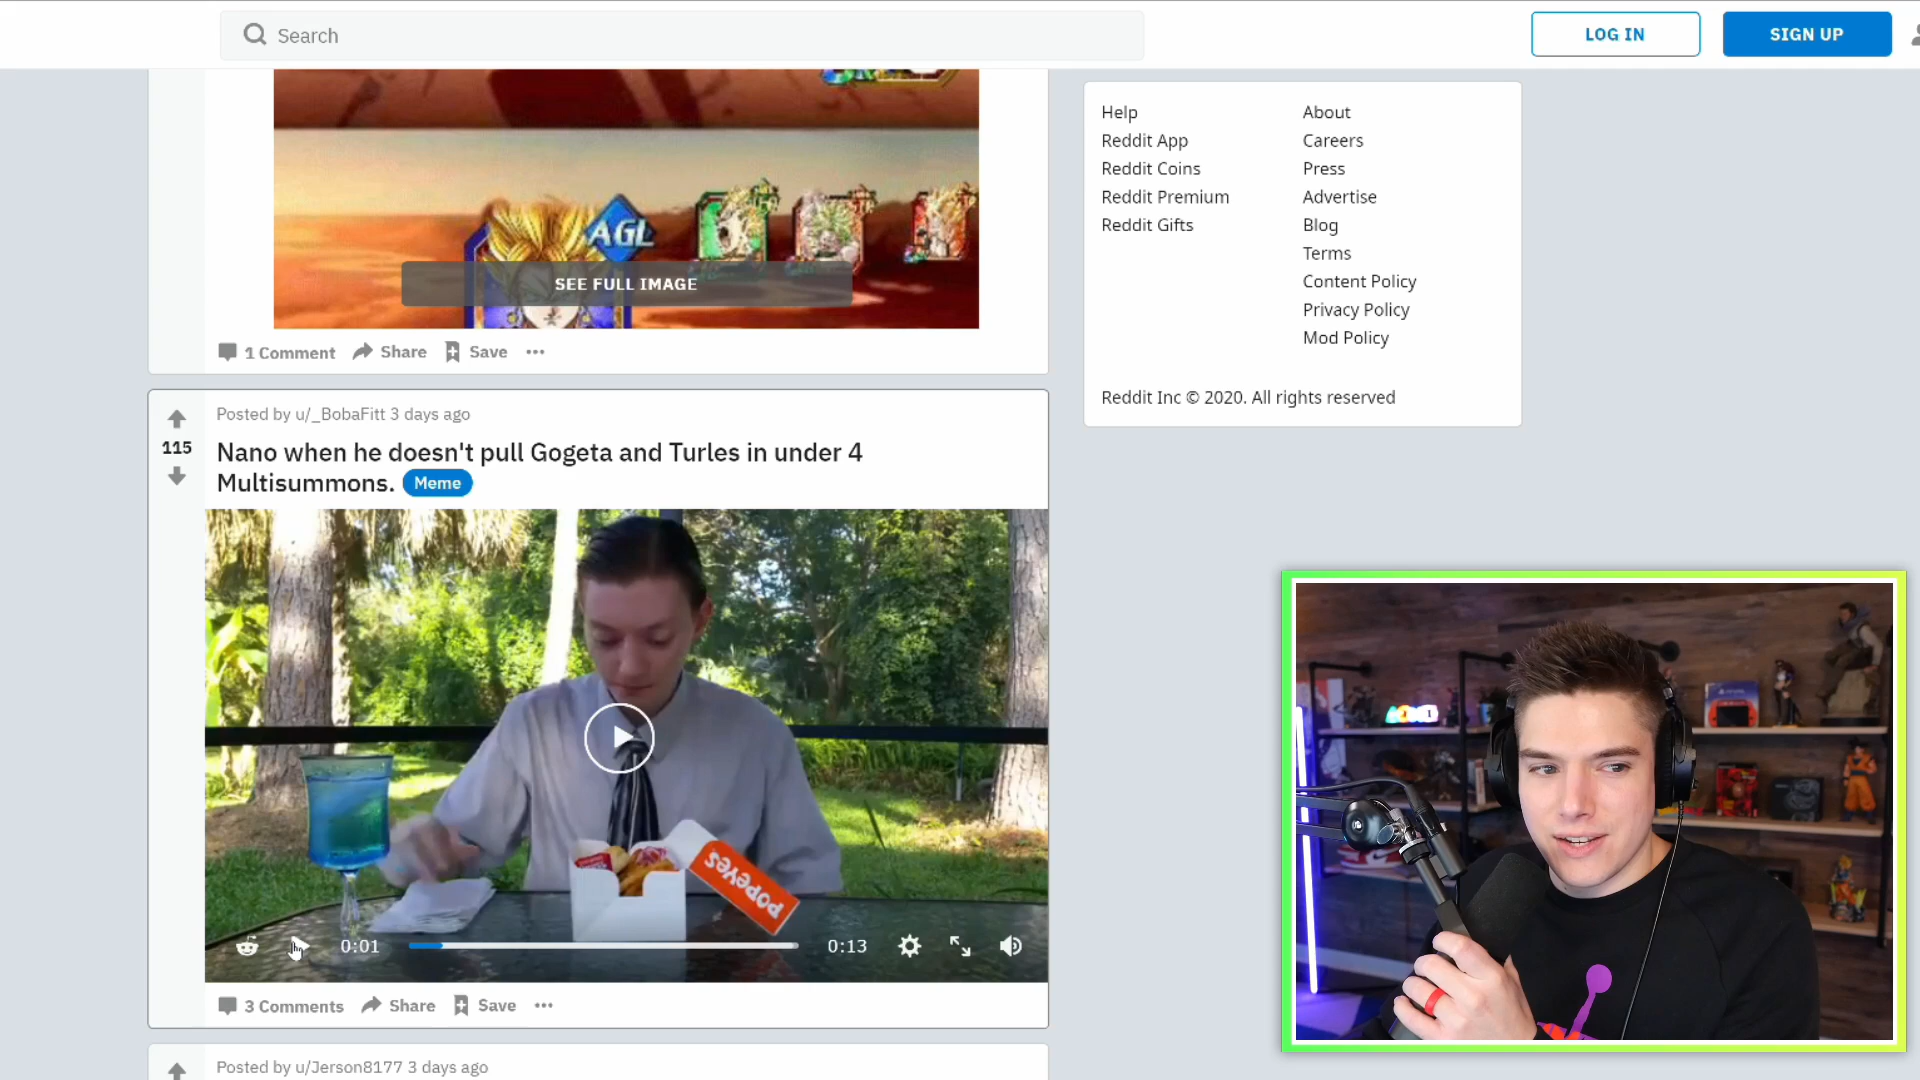 Search
LOG IN
SIGN UP
AGL
SEE FULL IMAGE
1 Comment
Share
Save
Help
Reddit App
Reddit Coins
Reddit Premium
Reddit Gifts
About
Careers
Press
Advertise
Blog
Terms
Content Policy
Privacy Policy
Mod Policy
Reddit Inc © 2020. All rights reserved
Posted by u/_BobaFitt 3 days ago
115
Nano when he doesn't pull Gogeta and Turles in under 4
Multisummons. Meme
POPEYES
0:01
0:13
3 Comments
Share
Save
Posted by u/Jerson8177 3 days ago